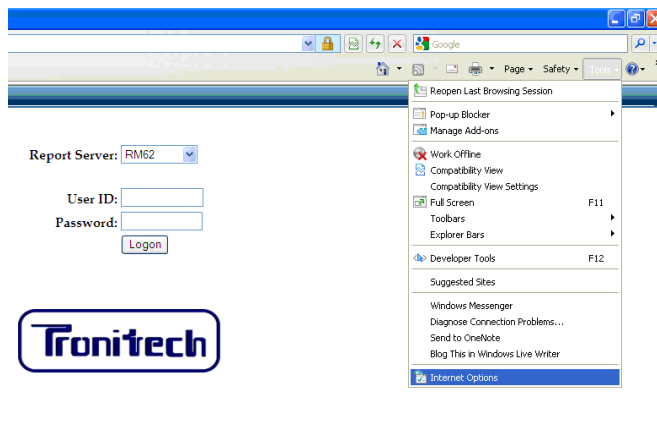 Google
Page Safety Tools
Reopen Last Browsing Session
Pop-up Blocker
Manage Add-ons
Work Offline
Compatibility View
Compatibility View Settings
Full Screen F11
Toolbars
Explorer Bars
Developer Tools F12
Suggested Sites
Windows Messenger
Diagnose Connection Problems...
Send to OneNote
Blog This in Windows Live Writer
Internet Options
Report Server: RM62
User ID:
Password:
Logon
Tronitech